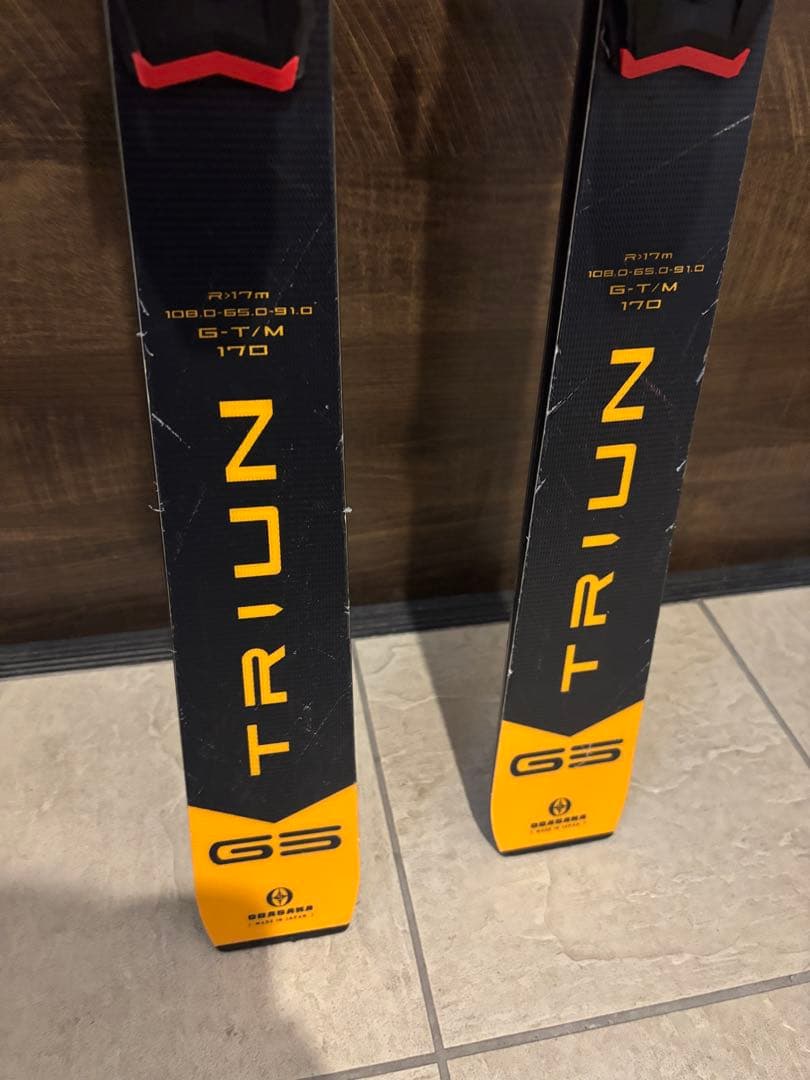 R>17m
108.0-65.0-91.0
G-T/M
170
TRIUN
GS
OGASAKA
[ MADE IN JAPAN ]
R>17m
108.0-65.0-91.0
G-T/M
170
TRIUN
GS
OGASAKA
[ MADE IN JAPAN ]